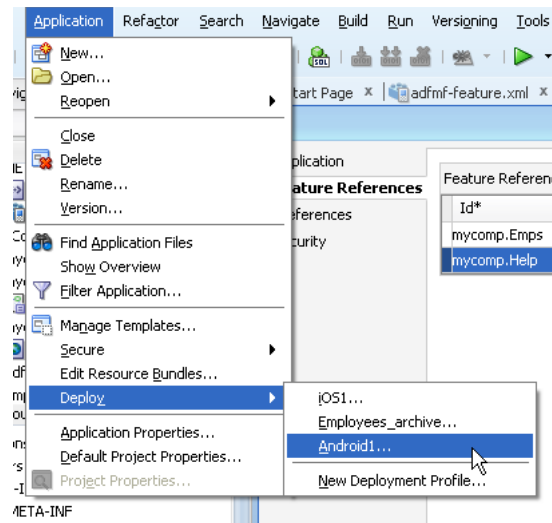 Application Refactor Search Navigate Build Run Versioning Tools
New...
Open...
Reopen
Close
Delete
Rename...
Version...
Find Application Files
Show Overview
Filter Application...
Manage Templates...
Secure
Edit Resource Bundles...
Deploy
Application Properties...
Default Project Properties...
Project Properties...
META-INF
iOS1...
Employees_archive...
Android1...
New Deployment Profile...
tart Page adfmf-feature.xml
plication
ature References
eferences
curity
Feature Referen
Id*
mycomp.Emps
mycomp.Help